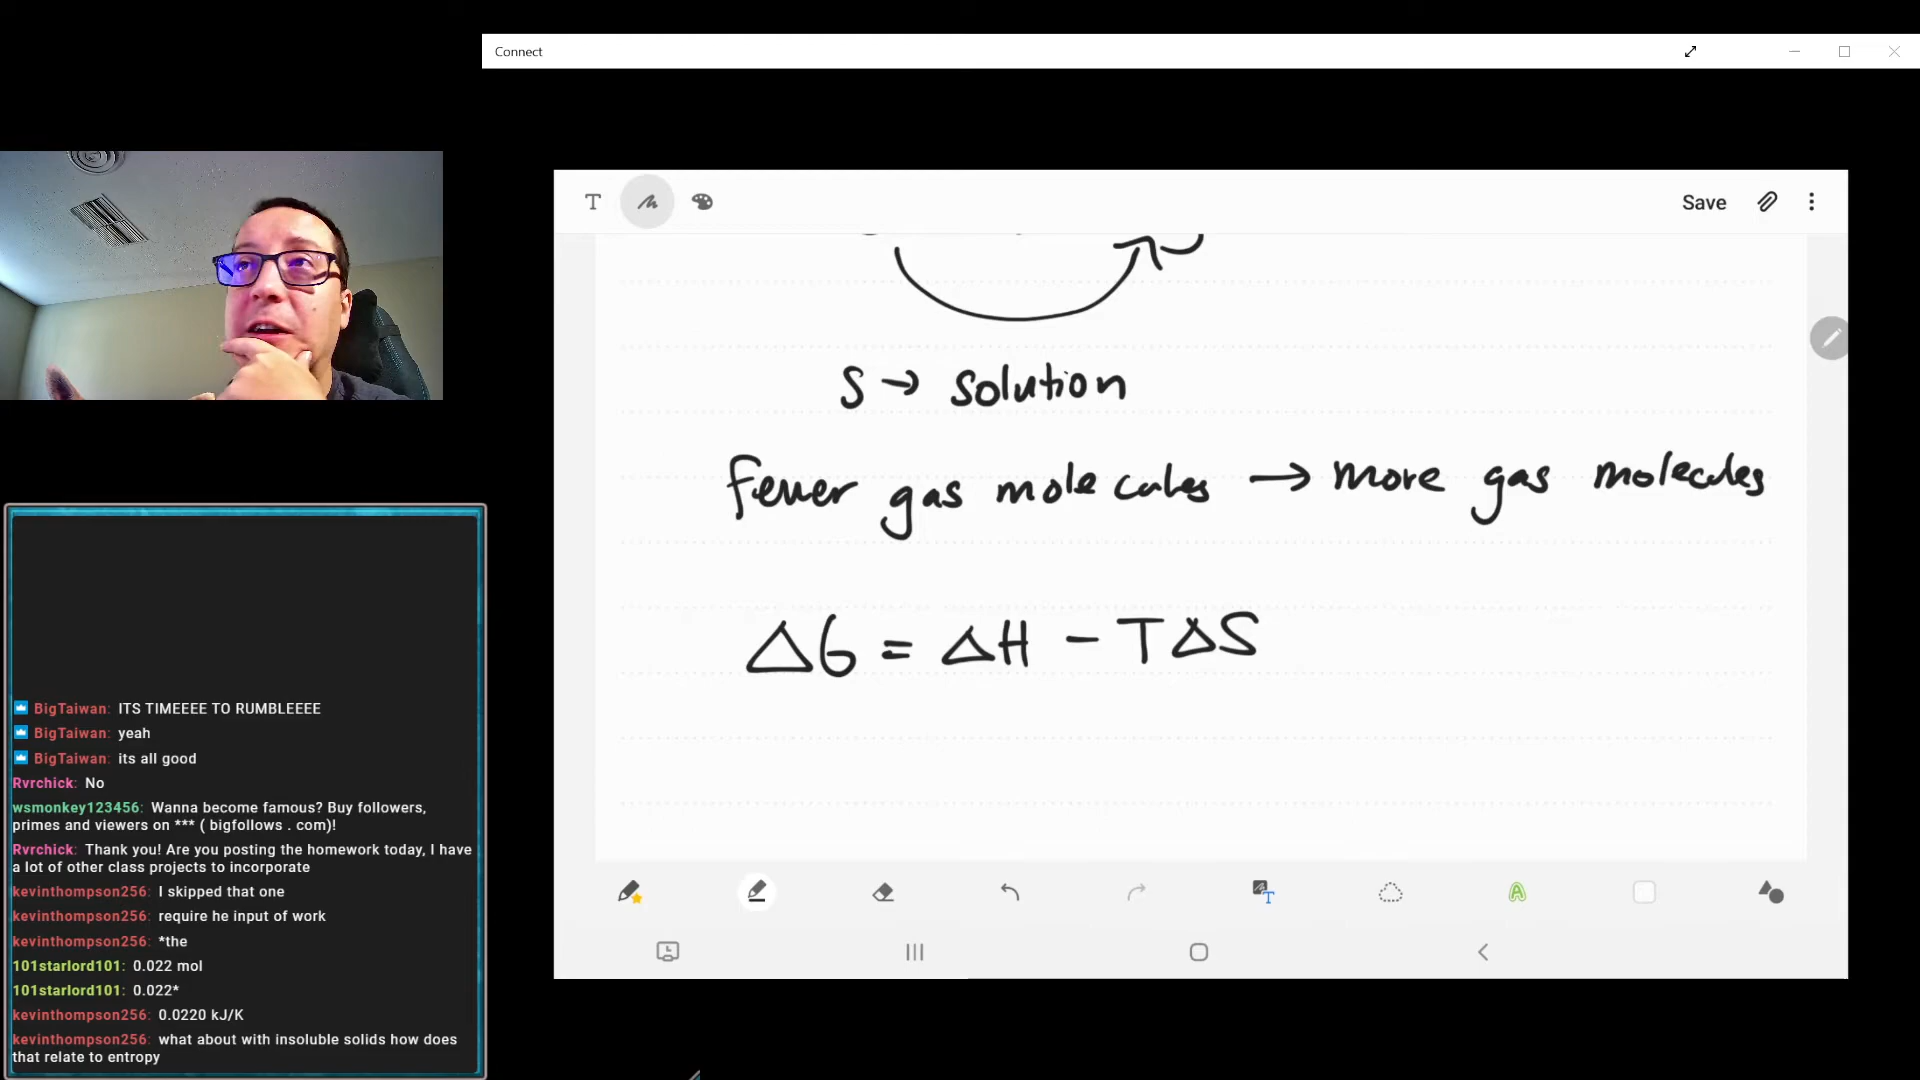 Connect
T
Save
S → solution
fewer gas molecules → more gas molecules
ΔG = ΔH - TΔS
BigTaiwan: ITS TIMEEEE TO RUMBLEEEE
BigTaiwan: yeah
BigTaiwan: its all good
Rvrchick: No
wsmonkey123456: Wanna become famous? Buy followers,
primes and viewers on *** ( bigfollows . com)!
Rvrchick: Thank you! Are you posting the homework today, I have
a lot of other class projects to incorporate
kevinthompson256: I skipped that one
kevinthompson256: require he input of work
kevinthompson256: *the
101starlord101: 0.022 mol
101starlord101: 0.022*
kevinthompson256: 0.0220 kJ/K
kevinthompson256: what about with insoluble solids how does
that relate to entropy